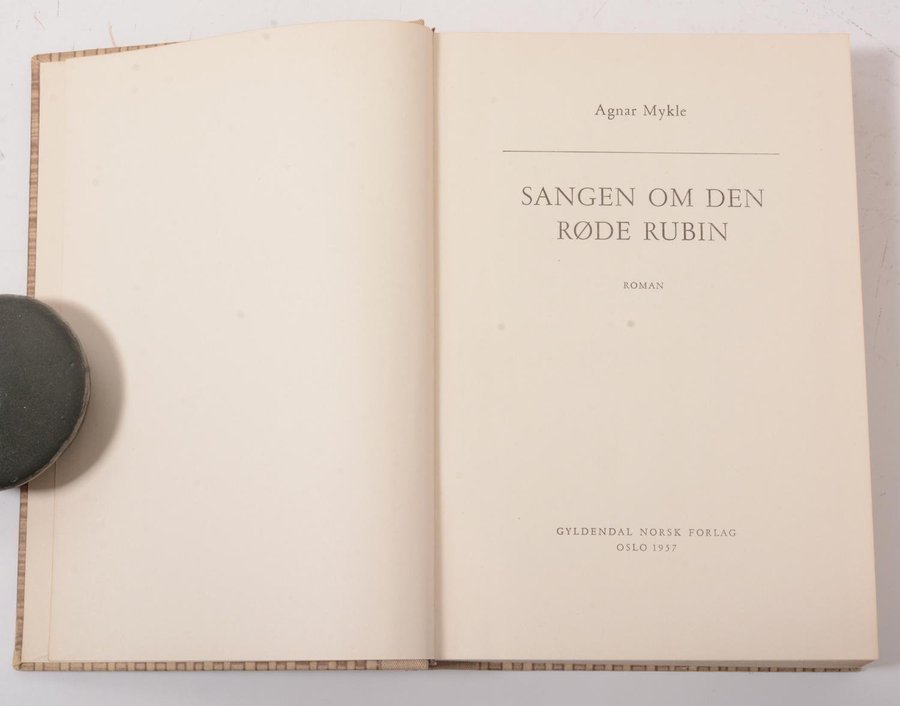 Agnar Mykle
SANGEN OM DEN
RØDE RUBIN
ROMAN
GYLDENDAL NORSK FORLAG
OSLO 1957